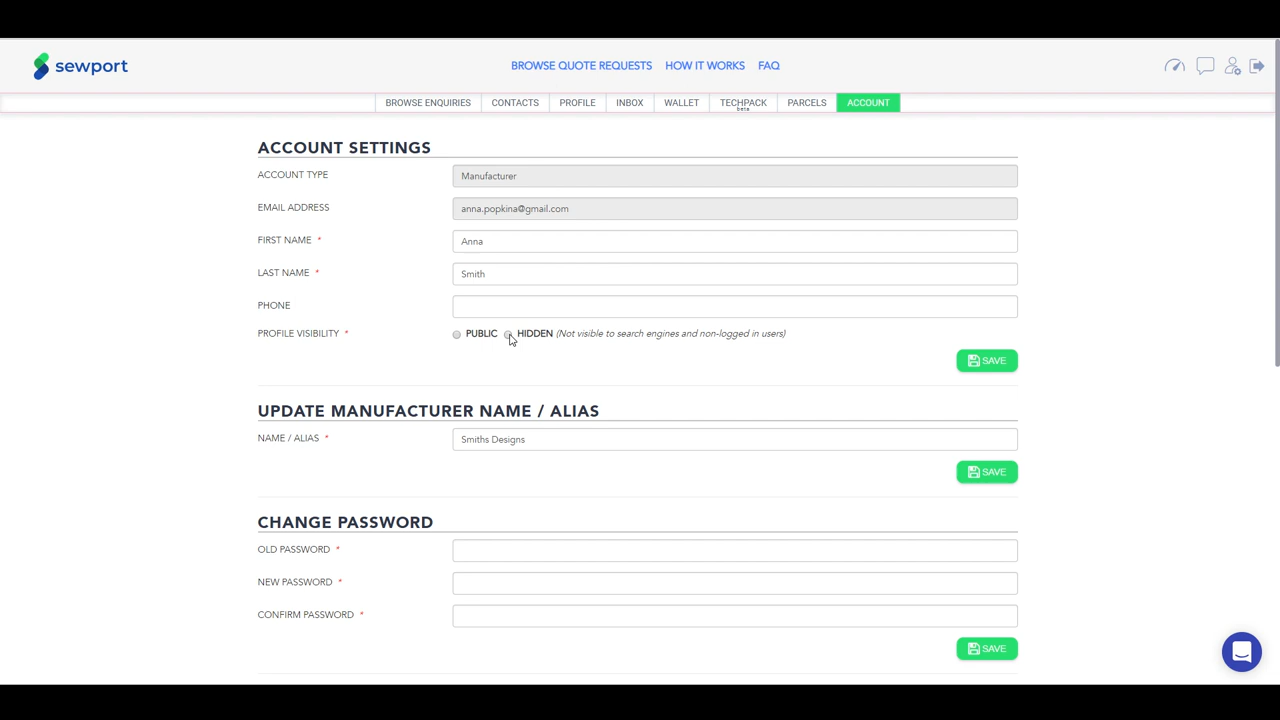 sewport
BROWSE QUOTE REQUESTS HOW IT WORKS FAQ
BROWSE ENQUIRIES CONTACTS PROFILE INBOX WALLET TECHPACK PARCELS ACCOUNT
beta
ACCOUNT SETTINGS
ACCOUNT TYPE Manufacturer
EMAIL ADDRESS anna.popkina@gmail.com
FIRST NAME * Anna
LAST NAME * Smith
PHONE
PROFILE VISIBILITY * PUBLIC HIDDEN (Not visible to search engines and non-logged in users)
SAVE
UPDATE MANUFACTURER NAME / ALIAS
NAME / ALIAS * Smiths Designs
SAVE
CHANGE PASSWORD
OLD PASSWORD *
NEW PASSWORD *
CONFIRM PASSWORD *
SAVE